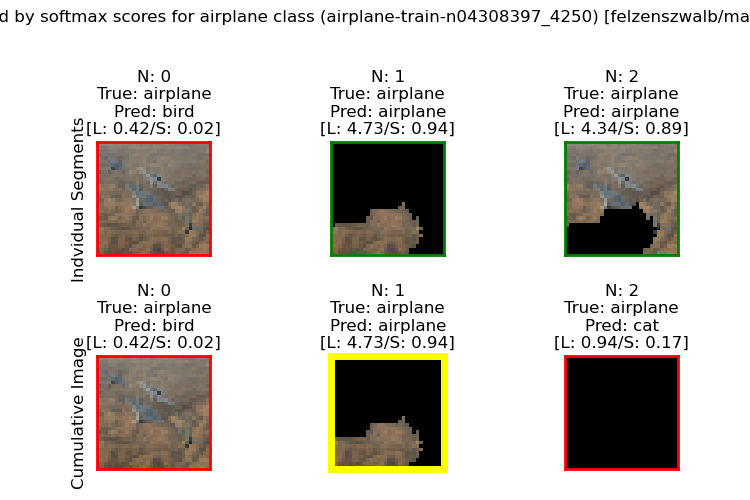 d by softmax scores for airplane class (airplane-train-n04308397_4250) [felzenszwalb/ma
Indvidual Segments
N: 0
True: airplane
Pred: bird
[L: 0.42/S: 0.02]
N: 1
True: airplane
Pred: airplane
[L: 4.73/S: 0.94]
N: 2
True: airplane
Pred: airplane
[L: 4.34/S: 0.89]
Cumulative Image
N: 0
True: airplane
Pred: bird
[L: 0.42/S: 0.02]
N: 1
True: airplane
Pred: airplane
[L: 4.73/S: 0.94]
N: 2
True: airplane
Pred: cat
[L: 0.94/S: 0.17]